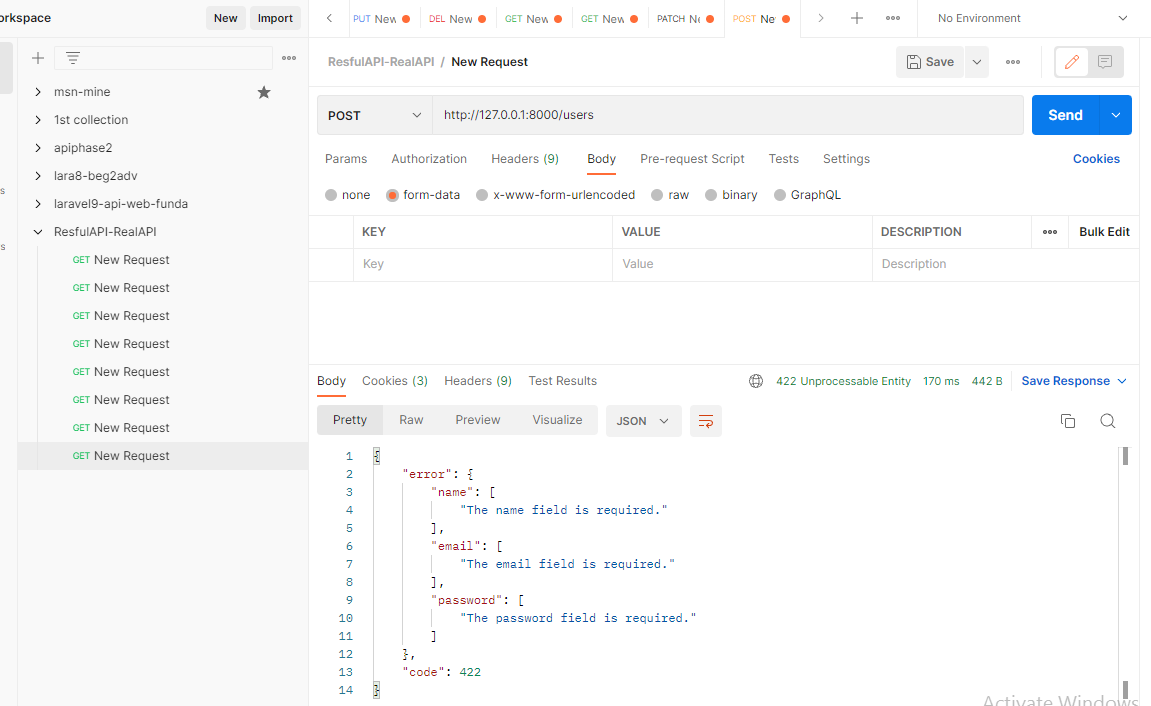 orkspace New Import
PUT New DEL New GET New GET New PATCH Ne POST Ne No Environment
ResfulAPI-RealAPI / New Request Save
msn-mine
1st collection
apiphase2
lara8-beg2adv
laravel9-api-web-funda
ResfulAPI-RealAPI
GET New Request
GET New Request
GET New Request
GET New Request
GET New Request
GET New Request
GET New Request
GET New Request
s
s
POST http://127.0.0.1:8000/users Send
Params Authorization Headers (9) Body Pre-request Script Tests Settings Cookies
none form-data x-www-form-urlencoded raw binary GraphQL
KEY VALUE DESCRIPTION Bulk Edit
Key Value Description
Body Cookies (3) Headers (9) Test Results 422 Unprocessable Entity 170 ms 442 B Save Response
Pretty Raw Preview Visualize JSON
1 {
2 "error": {
3 "name": [
4 "The name field is required."
5 ],
6 "email": [
7 "The email field is required."
8 ],
9 "password": [
10 "The password field is required."
11 ]
12 },
13 "code": 422
14 }
Activate Windows